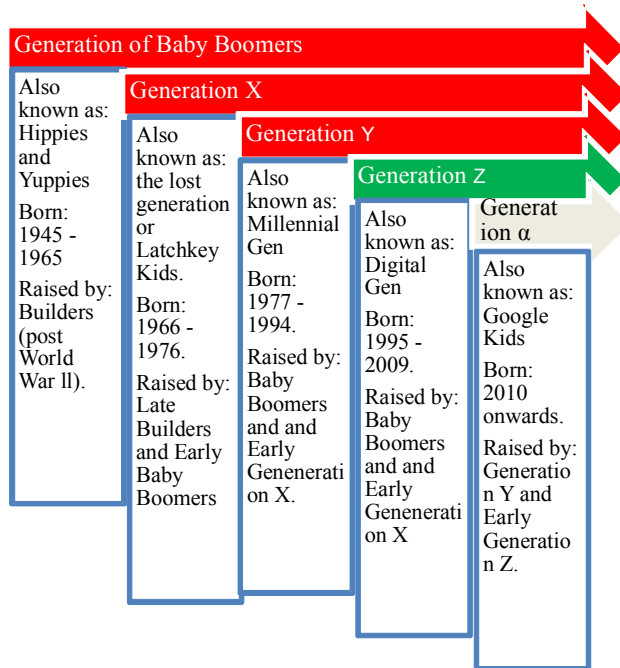 Generation of Baby Boomers
Also
known as:
Hippies
and
Yuppies
Born:
1945 -
1965
Raised by:
Builders
(post
World
War ll).
Generation X
Also
known as:
the lost
generation
or
Latchkey
Kids.
Born:
1966 -
1976.
Raised by:
Late
Builders
and Early
Baby
Boomers
Generation Y
Also
known as:
Millennial
Gen
Born:
1977 -
1994.
Raised by:
Baby
Boomers
and and
Early
Genenerati
on X.
Generation Z
Also
known as:
Digital
Gen
Born:
1995 -
2009.
Raised by:
Baby
Boomers
and and
Early
Genenerati
on X
Generat
ion α
Also
known as:
Google
Kids
Born:
2010
onwards.
Raised by:
Generatio
n Y and
Early
Generatio
n Z.